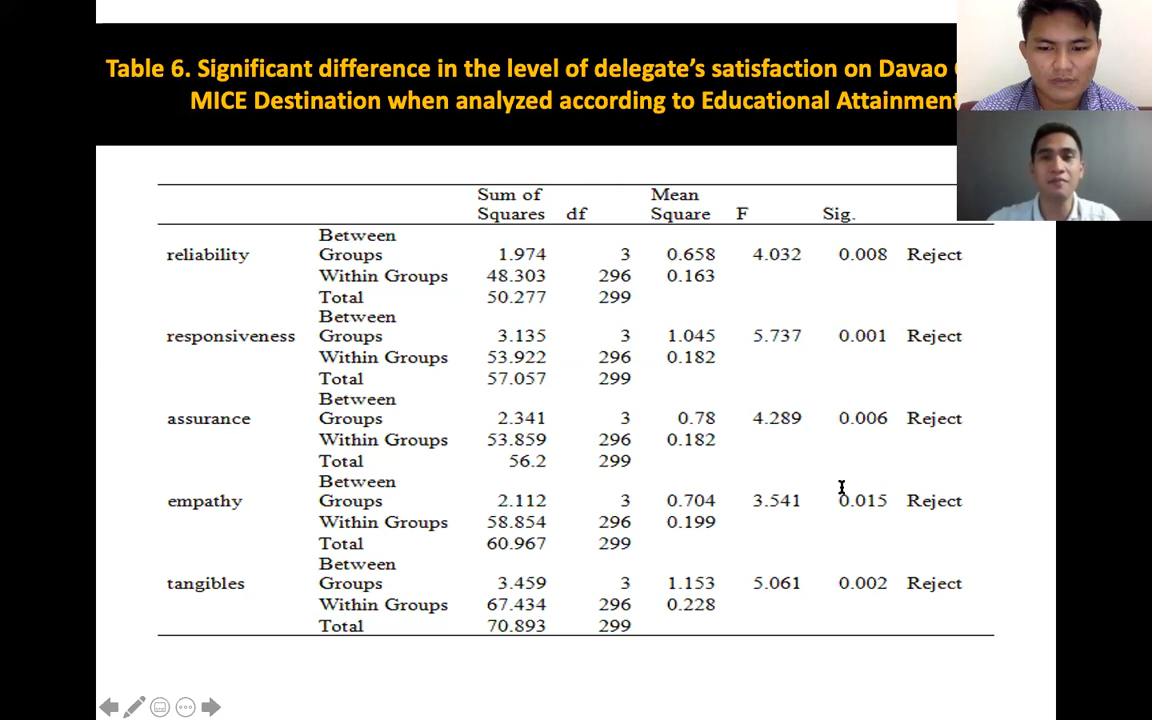 Table 6. Significant difference in the level of delegate's satisfaction on Davao
MICE Destination when analyzed according to Educational Attainment
Sum of Squares df Mean Square F Sig.
reliability Between Groups 1.974 3 0.658 4.032 0.008 Reject
Within Groups 48.303 296 0.163
Total 50.277 299
responsiveness Between Groups 3.135 3 1.045 5.737 0.001 Reject
Within Groups 53.922 296 0.182
Total 57.057 299
assurance Between Groups 2.341 3 0.78 4.289 0.006 Reject
Within Groups 53.859 296 0.182
Total 56.2 299
empathy Between Groups 2.112 3 0.704 3.541 0.015 Reject
Within Groups 58.854 296 0.199
Total 60.967 299
tangibles Between Groups 3.459 3 1.153 5.061 0.002 Reject
Within Groups 67.434 296 0.228
Total 70.893 299